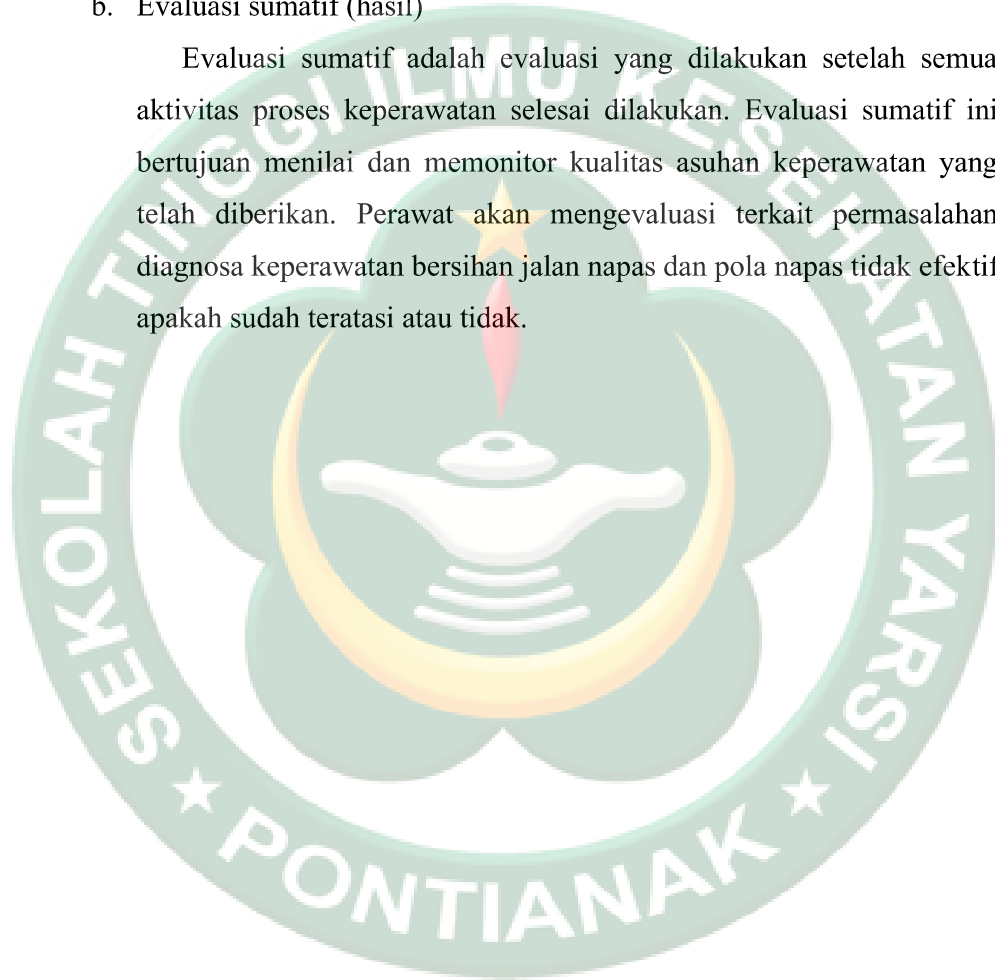 b. Evaluasi sumatif (hasil)
Evaluasi sumatif adalah evaluasi yang dilakukan setelah semua
aktivitas proses keperawatan selesai dilakukan. Evaluasi sumatif ini
bertujuan menilai dan memonitor kualitas asuhan keperawatan yang
telah diberikan. Perawat akan mengevaluasi terkait permasalahan
diagnosa keperawatan bersihan jalan napas dan pola napas tidak efektif
apakah sudah teratasi atau tidak.
SEKOLAH TINGGI ILMU KESEHATAN YARSI
PONTIANAK